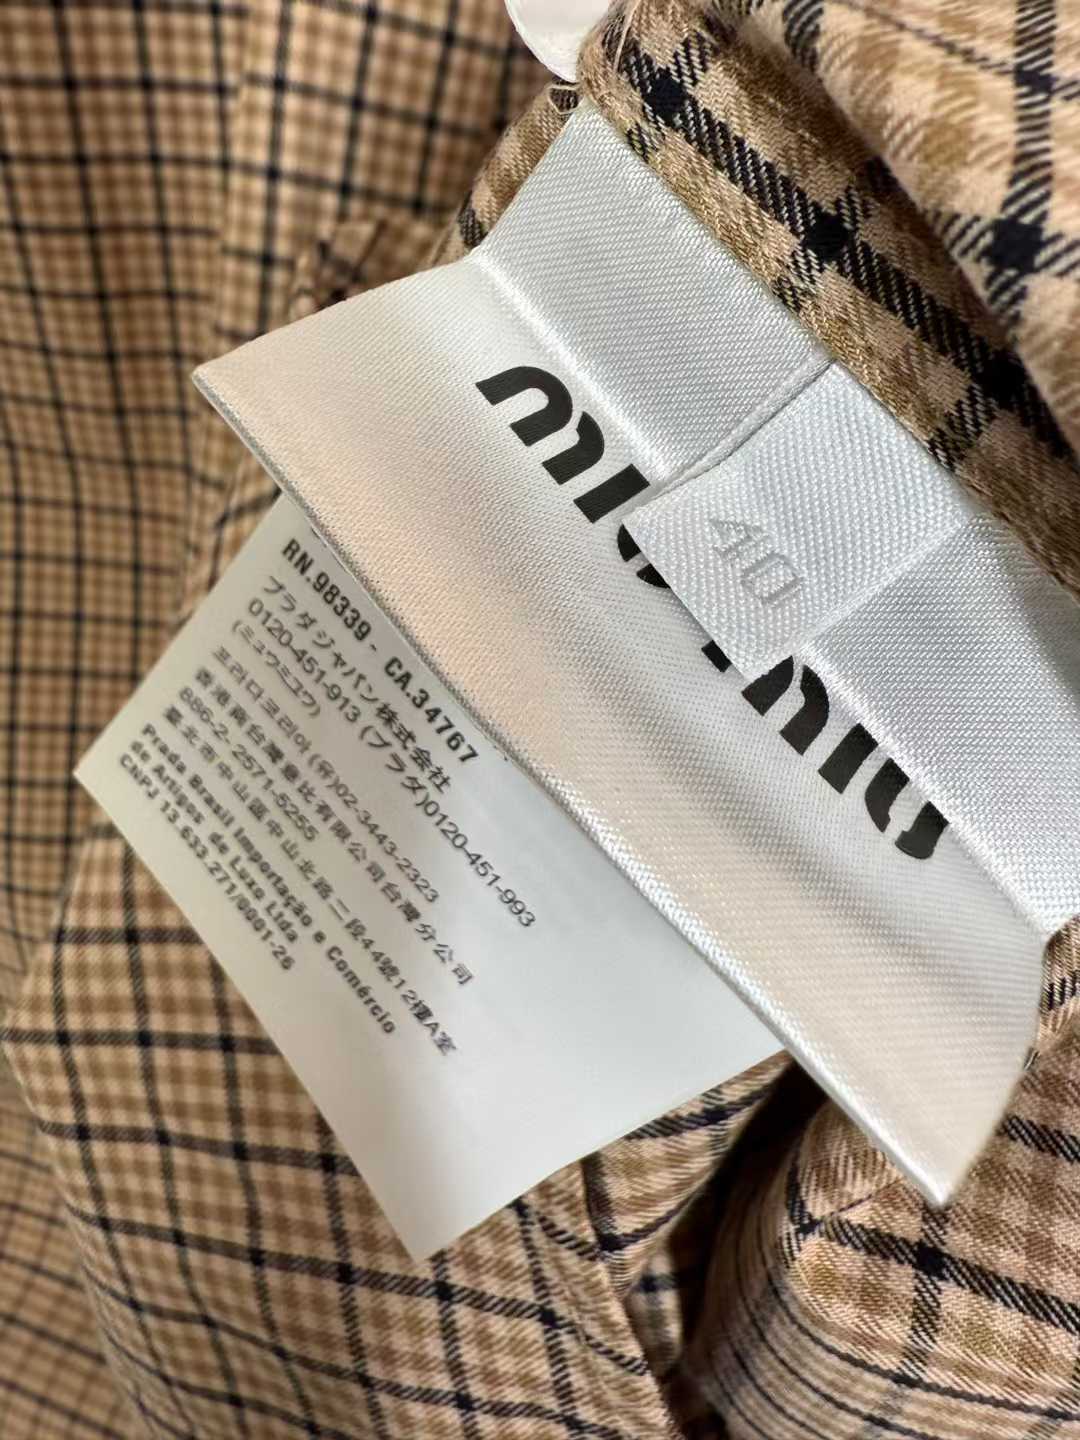 miu miu
40
RN.98339 - CA.34767
プラダジャパン株式会社
0120-451-913 (プラダ)0120-451-993
(ミュウミュウ)
프라다코리아 (유)02-3443-2323
香港商台灣普比有限公司台灣分公司
886-2-2571-5255
臺北市中山區中山北路二段44號12樓A室
Prada Brasil Importação e Comércio
de Artigos de Luxo Ltda
CNPJ 13.633.271/0001-26